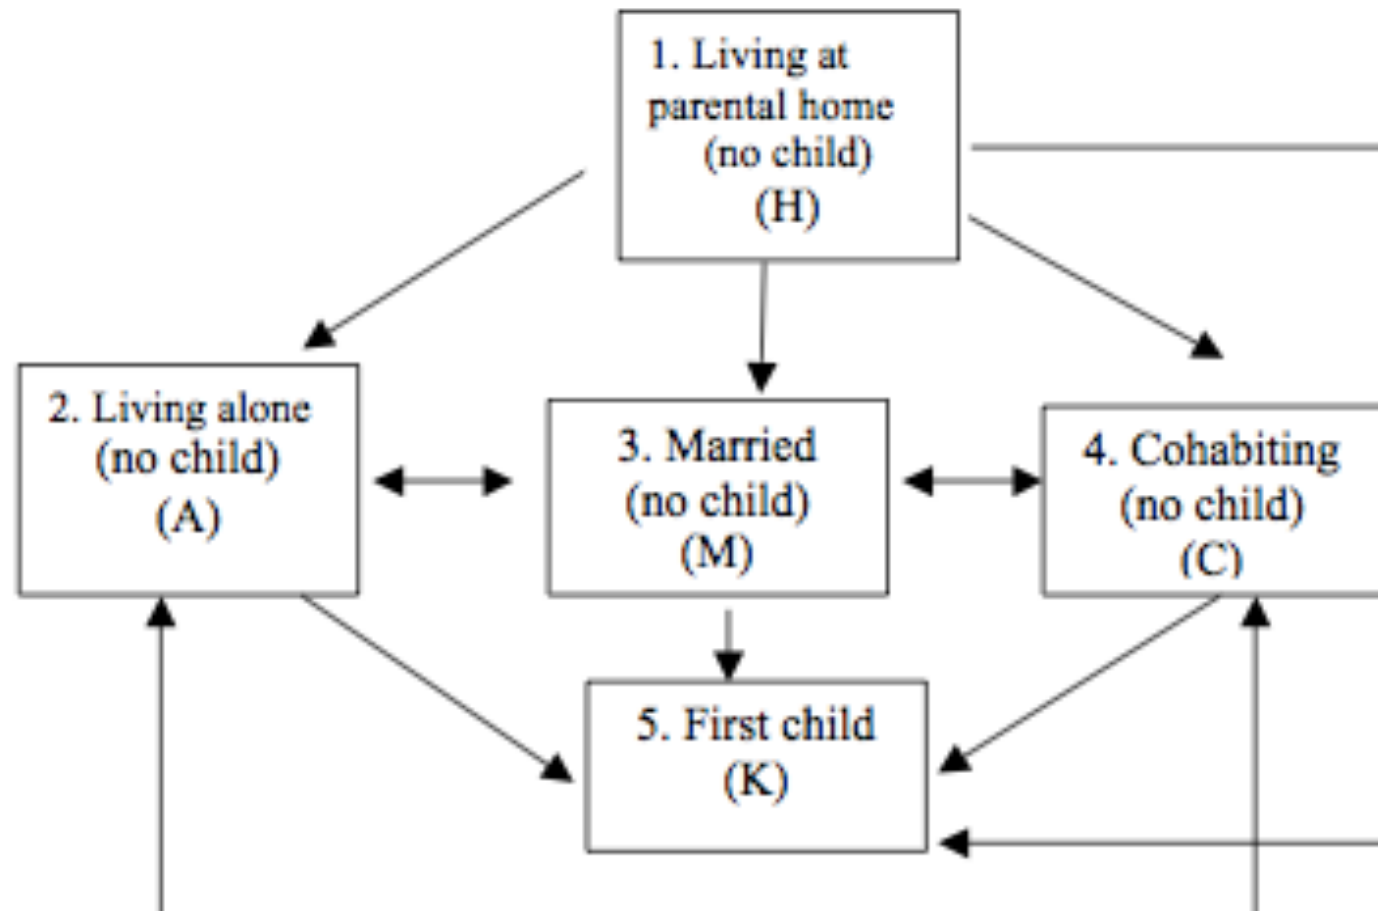 1. Living at
parental home
(no child)
(H)
2. Living alone
(no child)
(A)
3. Married
(no child)
(M)
4. Cohabiting
(no child)
(C)
5. First child
(K)